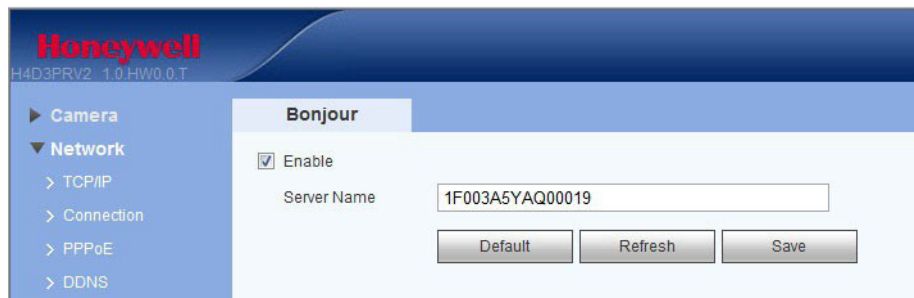 Honeywell
H4D3PRV2 1.0.HW0.0.T
Camera
Network
TCP/IP
Connection
PPPoE
DDNS
Bonjour
Enable
Server Name 1F003A5YAQ00019
Default Refresh Save